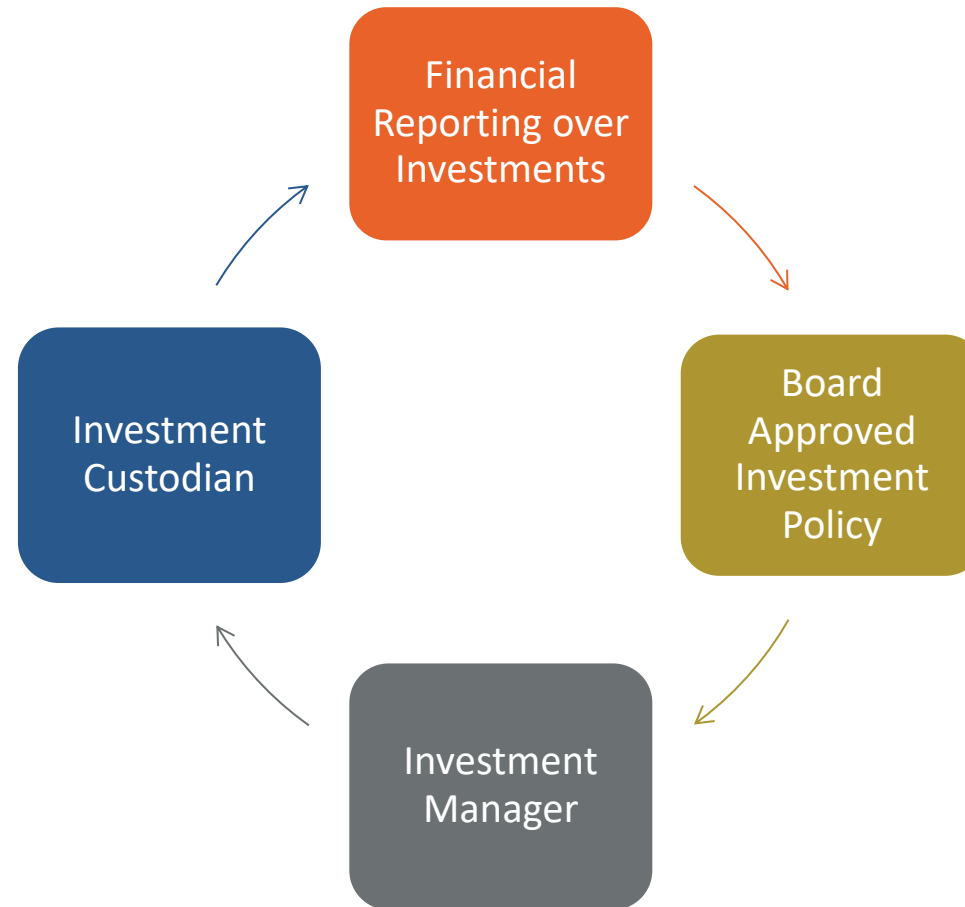 Financial
Reporting over
Investments
Board
Approved
Investment
Policy
Investment
Manager
Investment
Custodian